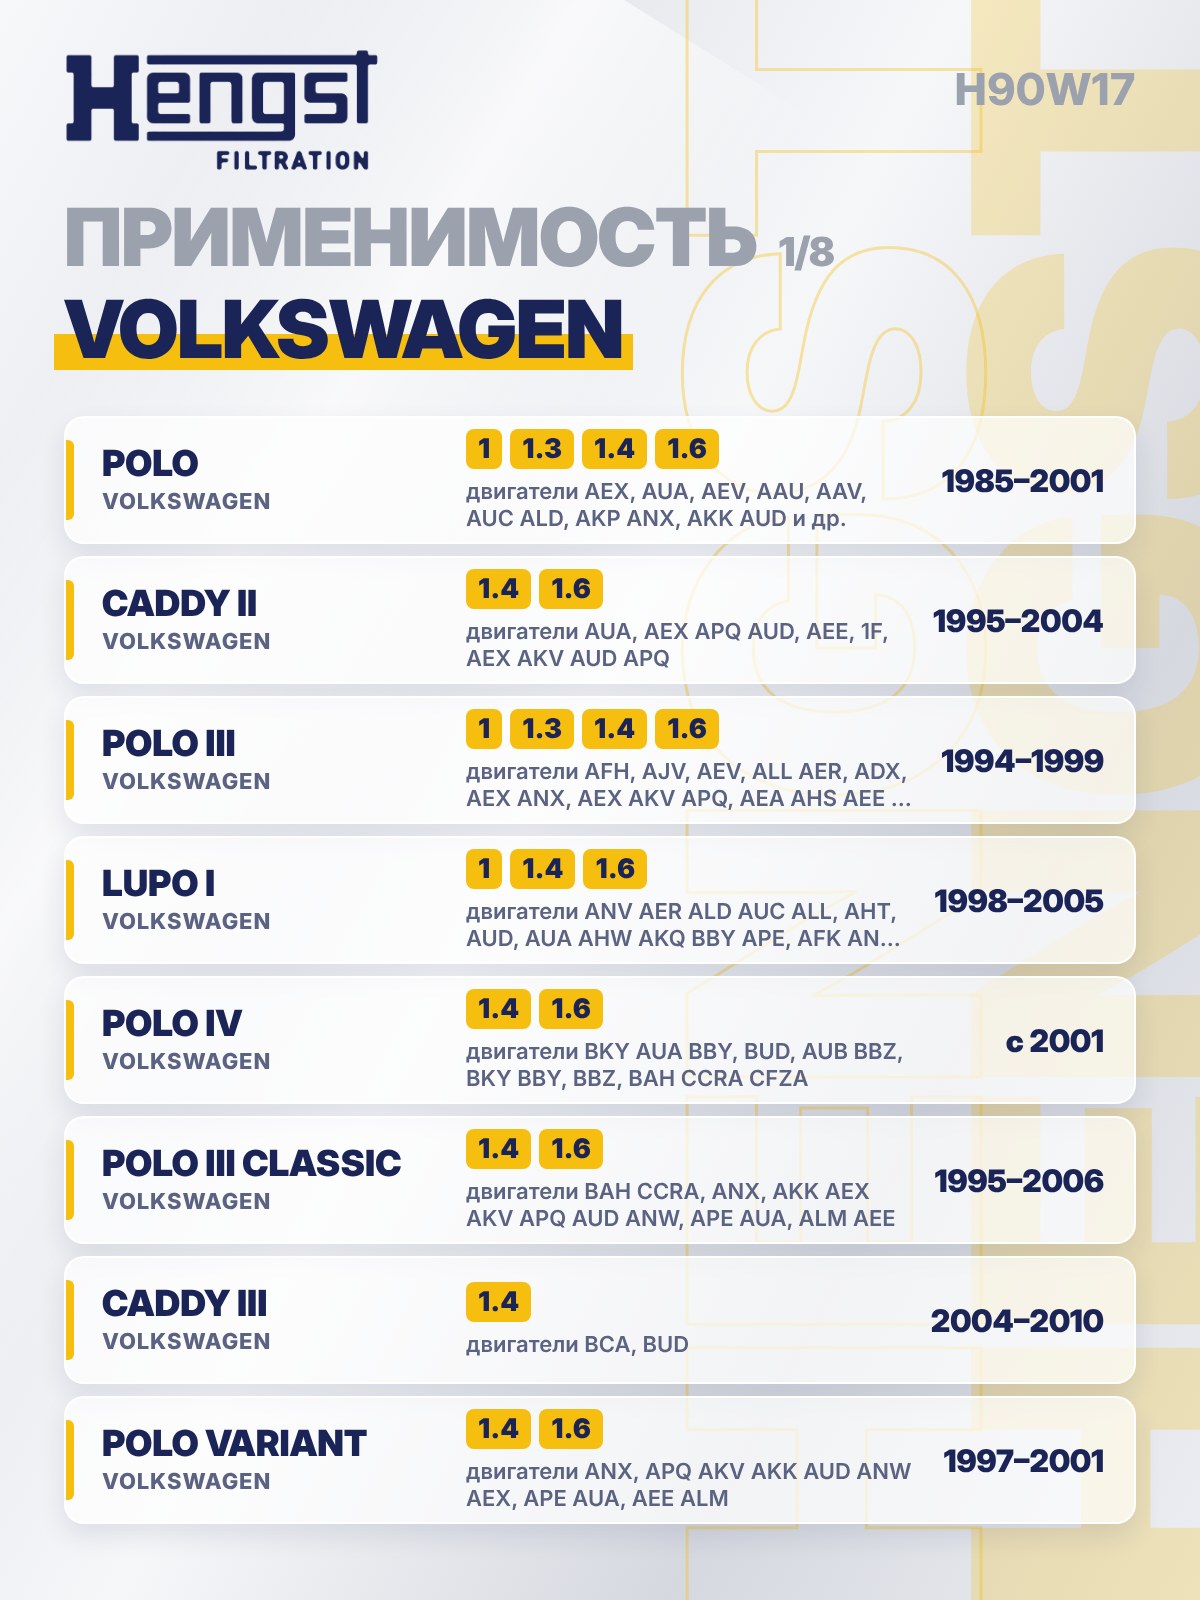 Hengst
FILTRATION
H90W17
ПРИМЕНИМОСТЬ 1/8
VOLKSWAGEN
POLO
VOLKSWAGEN
1 1.3 1.4 1.6
двигатели AEX, AUA, AEV, AAU, AAV,
AUC ALD, AKP ANX, AKK AUD и др.
1985–2001
CADDY II
VOLKSWAGEN
1.4 1.6
двигатели AUA, AEX APQ AUD, AEE, 1F,
AEX AKV AUD APQ
1995–2004
POLO III
VOLKSWAGEN
1 1.3 1.4 1.6
двигатели AFH, AJV, AEV, ALL AER, ADX,
AEX ANX, AEX AKV APQ, AEA AHS AEE ...
1994–1999
LUPO I
VOLKSWAGEN
1 1.4 1.6
двигатели ANV AER ALD AUC ALL, AHT,
AUD, AUA AHW AKQ BBY APE, AFK AN...
1998–2005
POLO IV
VOLKSWAGEN
1.4 1.6
двигатели BKY AUA BBY, BUD, AUB BBZ,
BKY BBY, BBZ, BAH CCRA CFZA
с 2001
POLO III CLASSIC
VOLKSWAGEN
1.4 1.6
двигатели BAH CCRA, ANX, AKK AEX
AKV APQ AUD ANW, APE AUA, ALM AEE
1995–2006
CADDY III
VOLKSWAGEN
1.4
двигатели BCA, BUD
2004–2010
POLO VARIANT
VOLKSWAGEN
1.4 1.6
двигатели ANX, APQ AKV AKK AUD ANW
AEX, APE AUA, AEE ALM
1997–2001
HENGST
HENGST